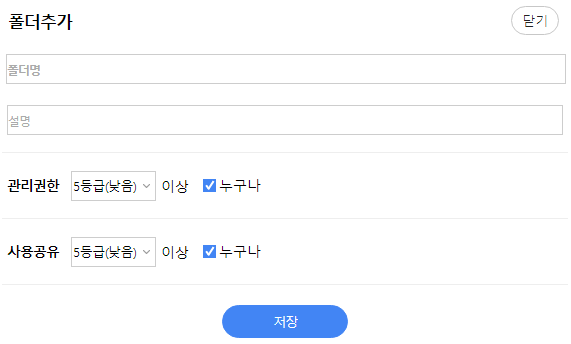 폴더추가 닫기
폴더명
설명
관리권한 5등급(낮음) 이상 누구나
사용공유 5등급(낮음) 이상 누구나
저장